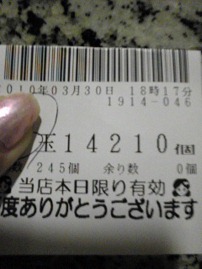 2010年03月30日 18時17分
1914-046
玉14210個
245個 余り数 0個
当店本日限り有効
度ありがとうございます